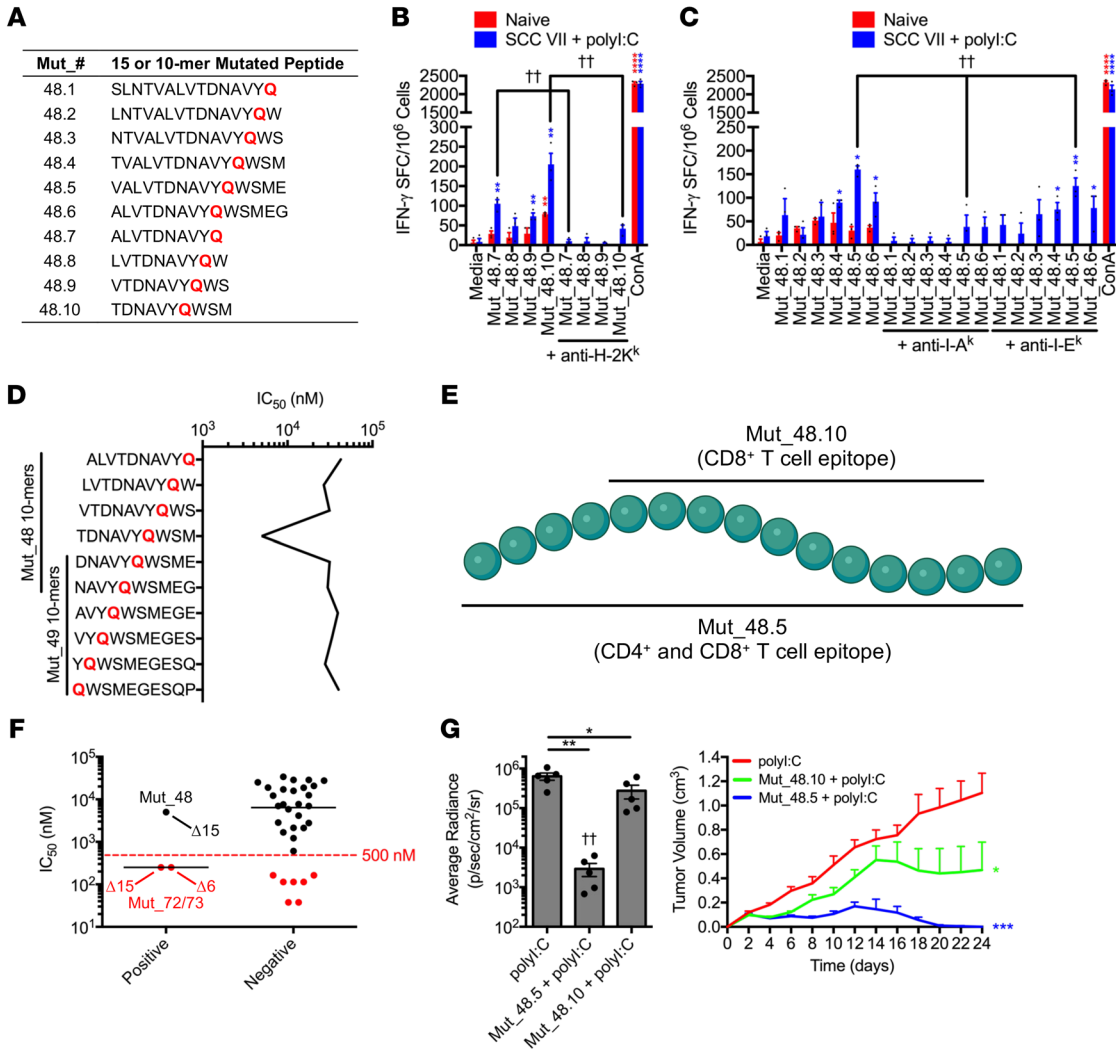 A
Mut_# 15 or 10-mer Mutated Peptide
48.1 SLNTVALVTDNAVYQ
48.2 LNTVALVTDNAVYQW
48.3 NTVALVTDNAVYQWS
48.4 TVALVTDNAVYQWSM
48.5 VALVTDNAVYQWSME
48.6 ALVTDNAVYQWSMEG
48.7 ALVTDNAVYQ
48.8 LVTDNAVYQW
48.9 VTDNAVYQWS
48.10 TDNAVYQWSM
B
Naive
SCC VII + polyI:C
††
††
****
****
2500
2000
1500
300
250
200
150
100
50
0
IFN-γ SFC/10⁶ Cells
**
**
**
**
Media
Mut_48.7
Mut_48.8
Mut_48.9
Mut_48.10
Mut_48.7
Mut_48.8
Mut_48.9
Mut_48.10
ConA
+ anti-H-2Kᵏ
C
Naive
SCC VII + polyI:C
††
****
****
2500
2000
1500
250
200
150
100
50
0
IFN-γ SFC/10⁶ Cells
*
*
*
*
**
*
Media
Mut_48.1
Mut_48.2
Mut_48.3
Mut_48.4
Mut_48.5
Mut_48.6
Mut_48.1
Mut_48.2
Mut_48.3
Mut_48.4
Mut_48.5
Mut_48.6
Mut_48.1
Mut_48.2
Mut_48.3
Mut_48.4
Mut_48.5
Mut_48.6
ConA
+ anti-I-Aᵏ
+ anti-I-Eᵏ
D
IC₅₀ (nM)
10³ 10⁴ 10⁵
Mut_48 10-mers
Mut_49 10-mers
ALVTDNAVYQ
LVTDNAVYQW
VTDNAVYQWS
TDNAVYQWSM
DNAVYQWSME
NAVYQWSMEG
AVYQWSMEGE
VYQWSMEGES
YQWSMEGESQ
QWSMEGESQP
E
Mut_48.10
(CD8⁺ T cell epitope)
Mut_48.5
(CD4⁺ and CD8⁺ T cell epitope)
F
IC₅₀ (nM)
10⁵
10⁴
10³
10²
10¹
Mut_48
Δ15
500 nM
Δ15 Δ6
Mut_72/73
Positive
Negative
G
*
**
††
Average Radiance
(p/sec/cm²/sr)
10⁶
10⁵
10⁴
10³
10²
polyI:C
Mut_48.5 + polyI:C
Mut_48.10 + polyI:C
polyI:C
Mut_48.10 + polyI:C
Mut_48.5 + polyI:C
Tumor Volume (cm³)
1.4
1.2
1.0
0.8
0.6
0.4
0.2
0.0
*
***
0 2 4 6 8 10 12 14 16 18 20 22 24
Time (days)